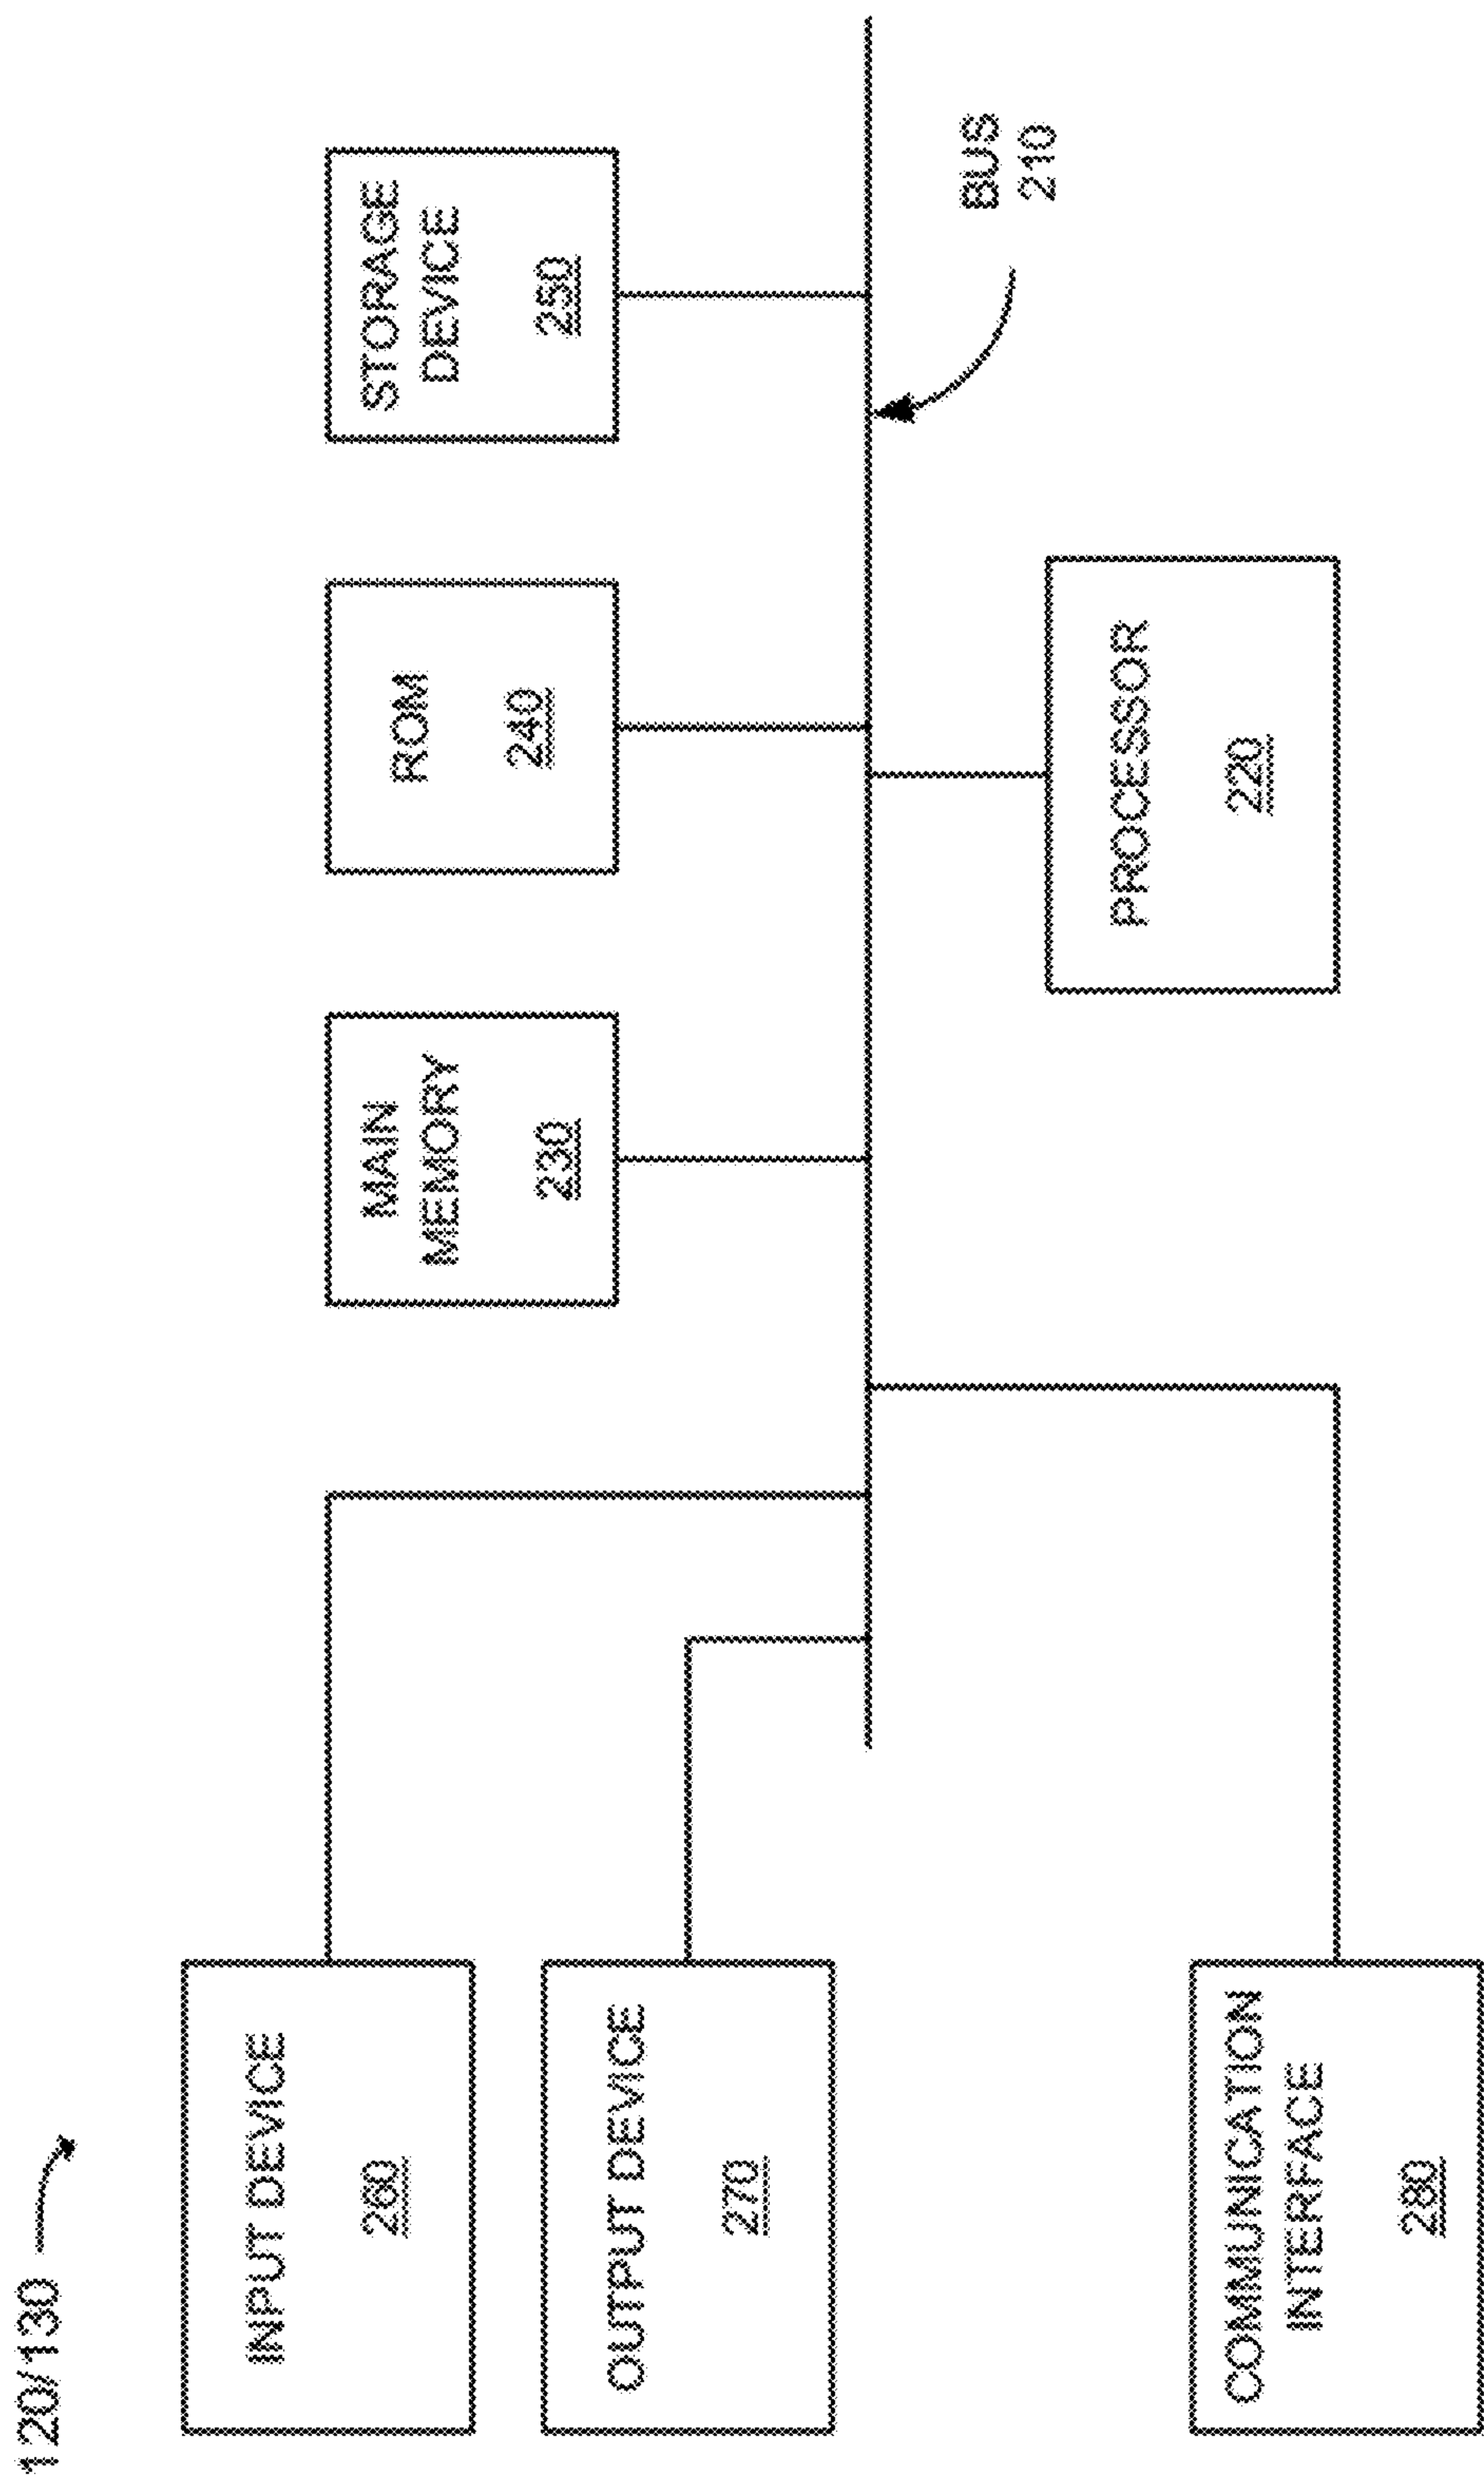 120/130
INPUT DEVICE
260
OUTPUT DEVICE
270
COMMUNICATION
INTERFACE
280
MAIN
MEMORY
230
ROM
240
STORAGE
DEVICE
250
PROCESSOR
220
BUS
210